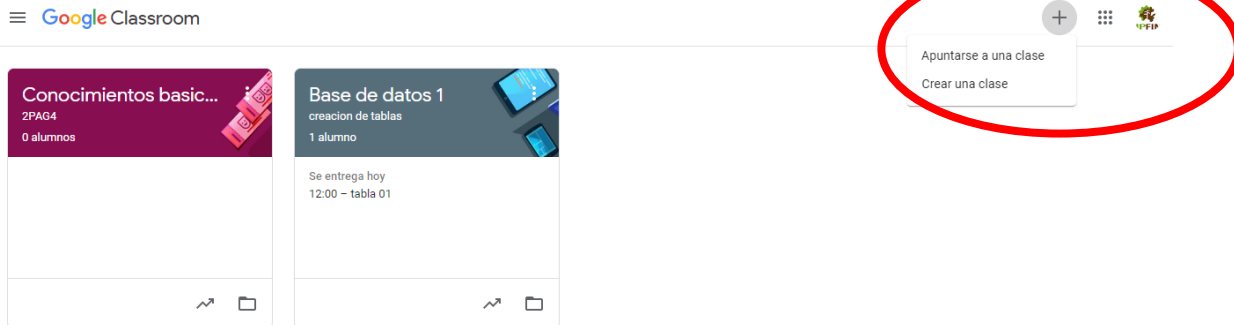 Google Classroom
Apuntarse a una clase
Crear una clase
Conocimientos basic...
2PAG4
0 alumnos
Base de datos 1
creacion de tablas
1 alumno
Se entrega hoy
12:00 – tabla 01